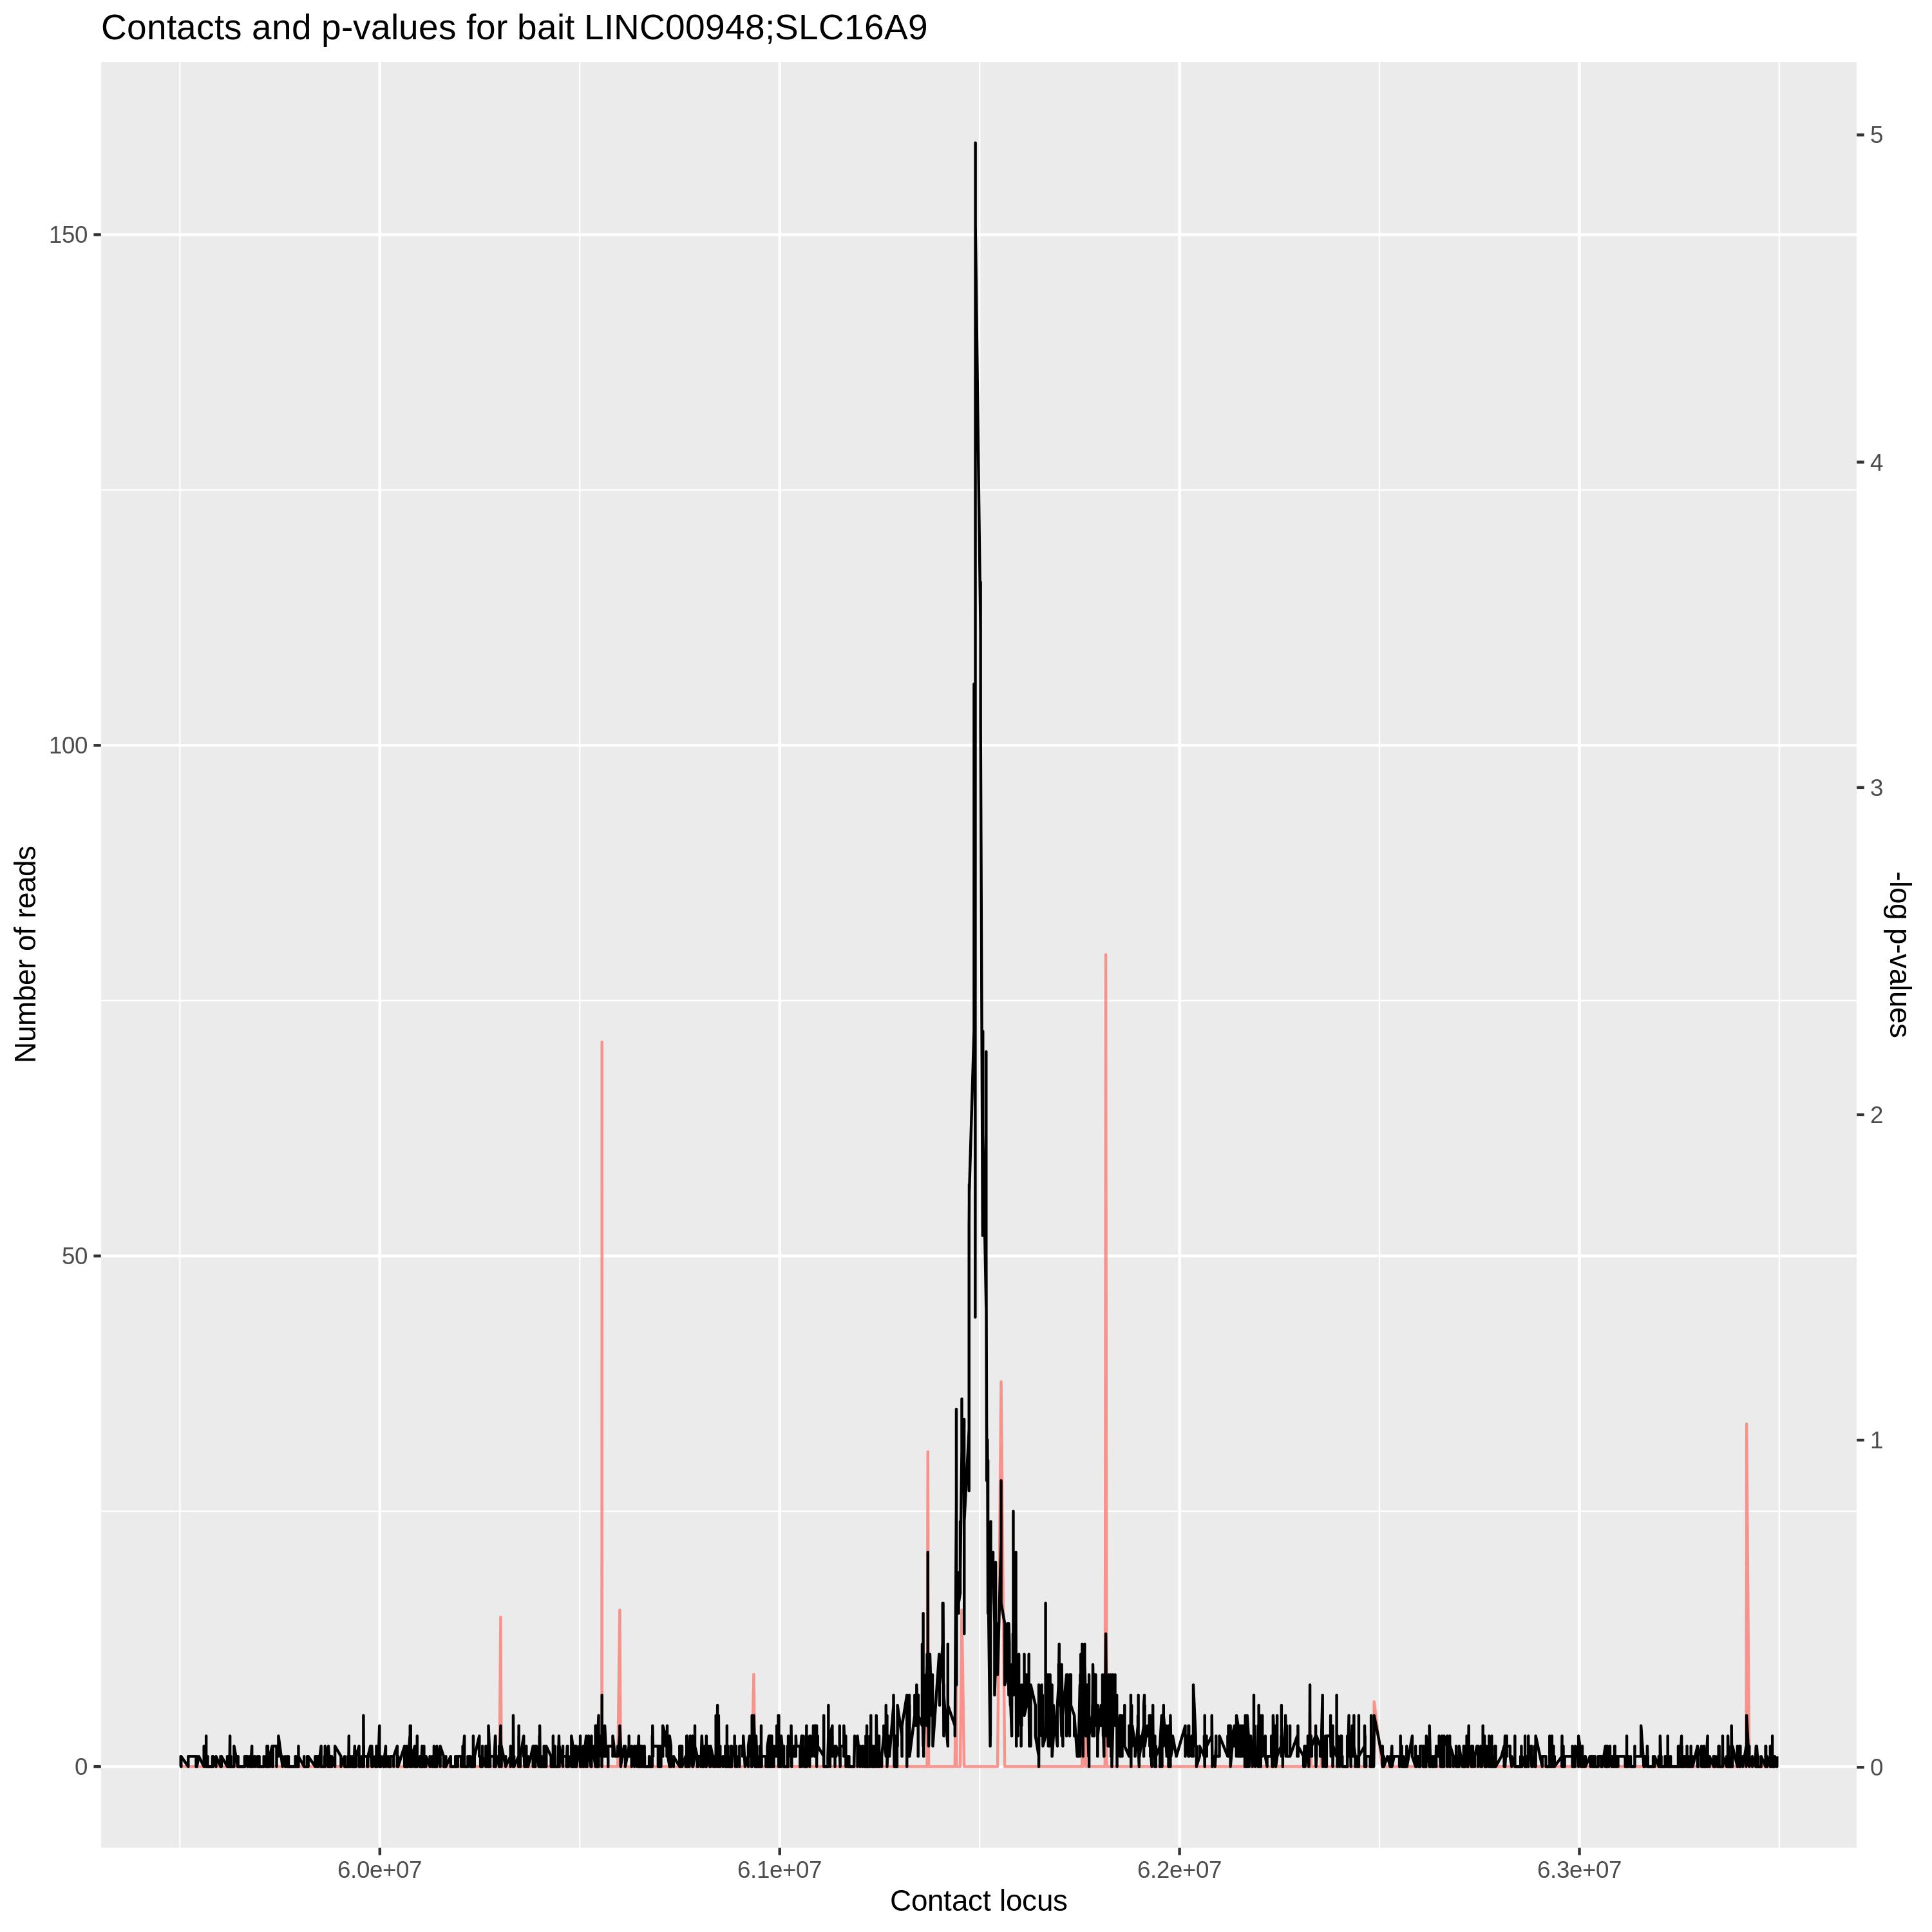 Contacts and p-values for bait LINC00948;SLC16A9
Number of reads
150
100
50
0
5
4
3
2
1
0
-log p-values
6.0e+07 6.1e+07 6.2e+07 6.3e+07
Contact locus